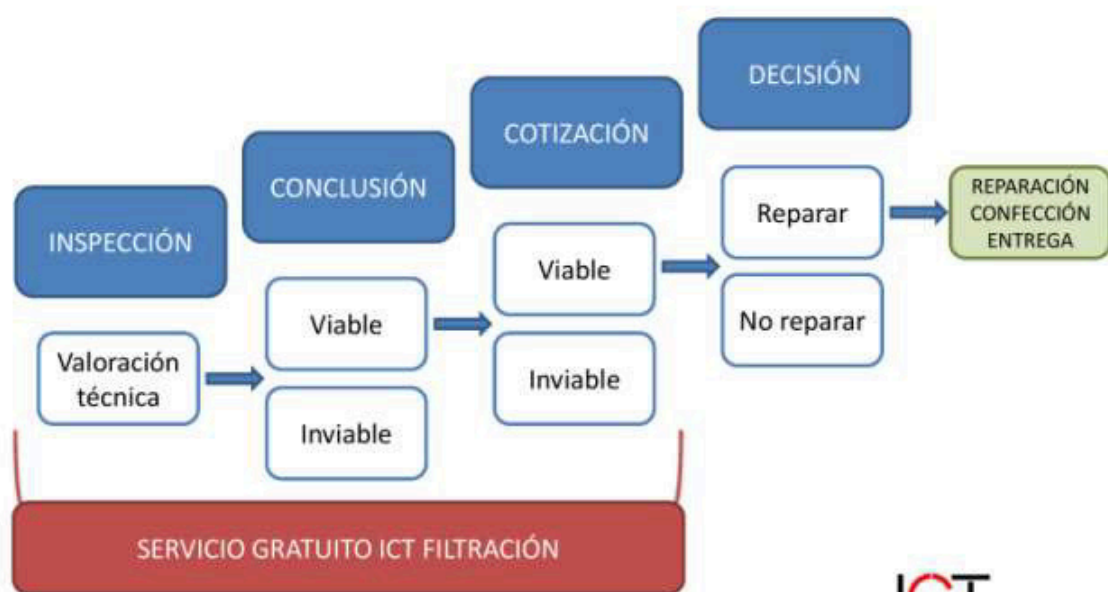 INSPECCIÓN
Valoración
técnica
CONCLUSIÓN
Viable
Inviable
COTIZACIÓN
Viable
Inviable
DECISIÓN
Reparar
No reparar
REPARACIÓN
CONFECCIÓN
ENTREGA
SERVICIO GRATUITO ICT FILTRACIÓN
ICT